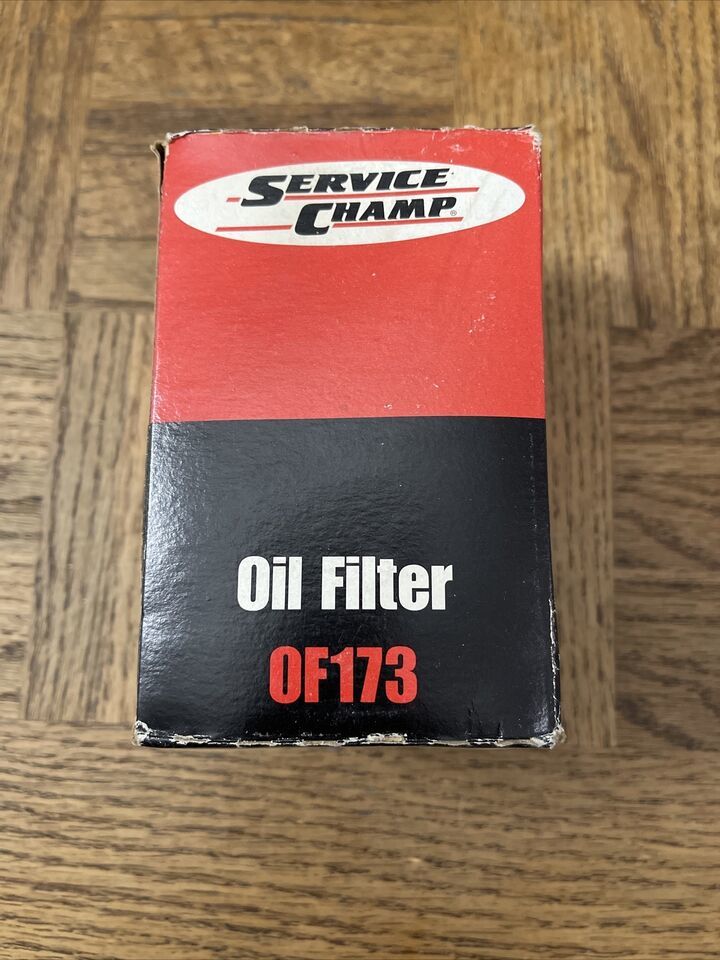 SERVICE
CHAMP®
Oil Filter
OF173